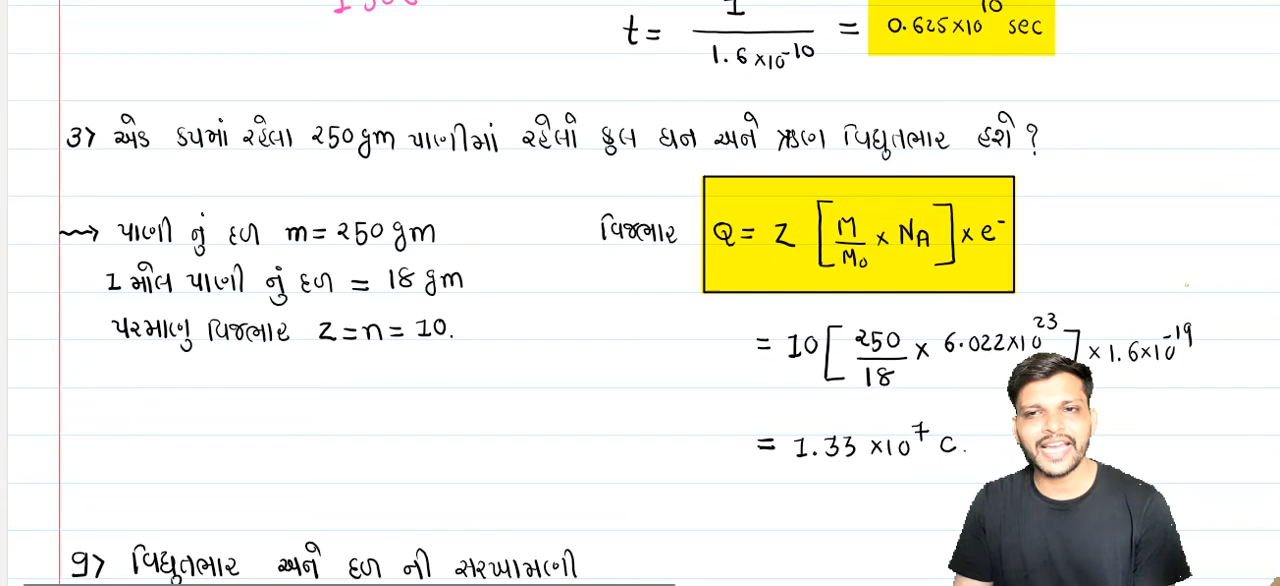 t = 1 / 1.6×10⁻¹⁰ = 0.625×10¹⁰ sec
3> એક કપમાં રહેલા 250gm પાણીમાં રહેલો કુલ ધન અને ઋણ વિદ્યુતભાર હશે ?
પાણી નું દળ m = 250 gm
1 મોલ પાણી નું દળ = 18 gm
પરમાણુ વિજભાર Z = n = 10.
વિજભાર Q = Z [M/M₀ × N_A] × e⁻
= 10 [250/18 × 6.022×10²³] × 1.6×10⁻¹⁹
= 1.33 ×10⁷ C.
9> વિદ્યુતભાર અને દળ ની સરખામણી